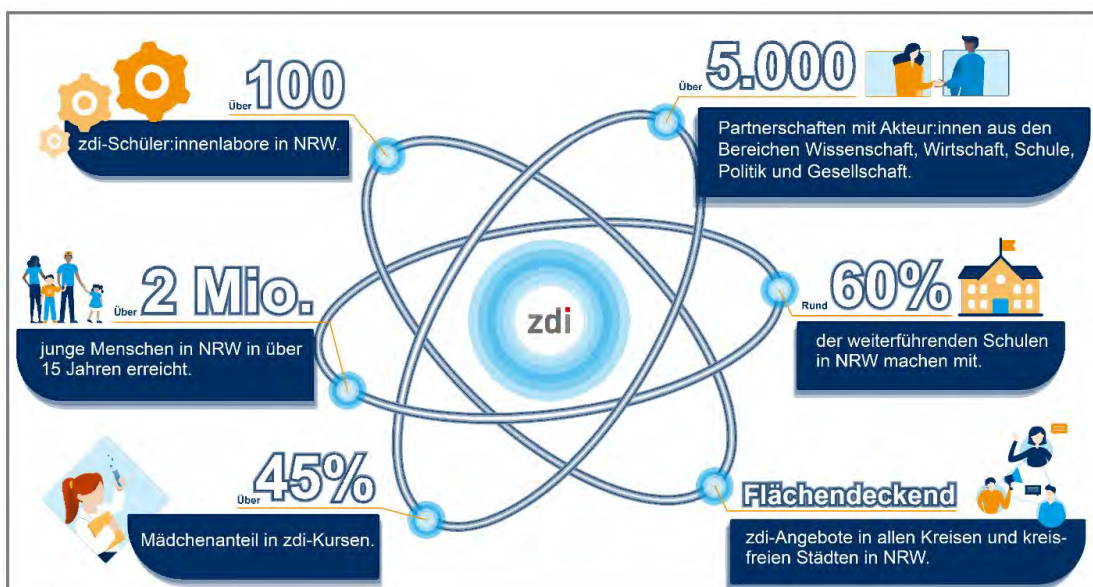 Über 100
zdi-Schüler:innenlabore in NRW.
Über 5.000
Partnerschaften mit Akteur:innen aus den
Bereichen Wissenschaft, Wirtschaft, Schule,
Politik und Gesellschaft.
Über 2 Mio.
junge Menschen in NRW in über
15 Jahren erreicht.
zdi
Rund 60%
der weiterführenden Schulen
in NRW machen mit.
Über 45%
Mädchenanteil in zdi-Kursen.
Flächendeckend
zdi-Angebote in allen Kreisen und kreis-
freien Städten in NRW.